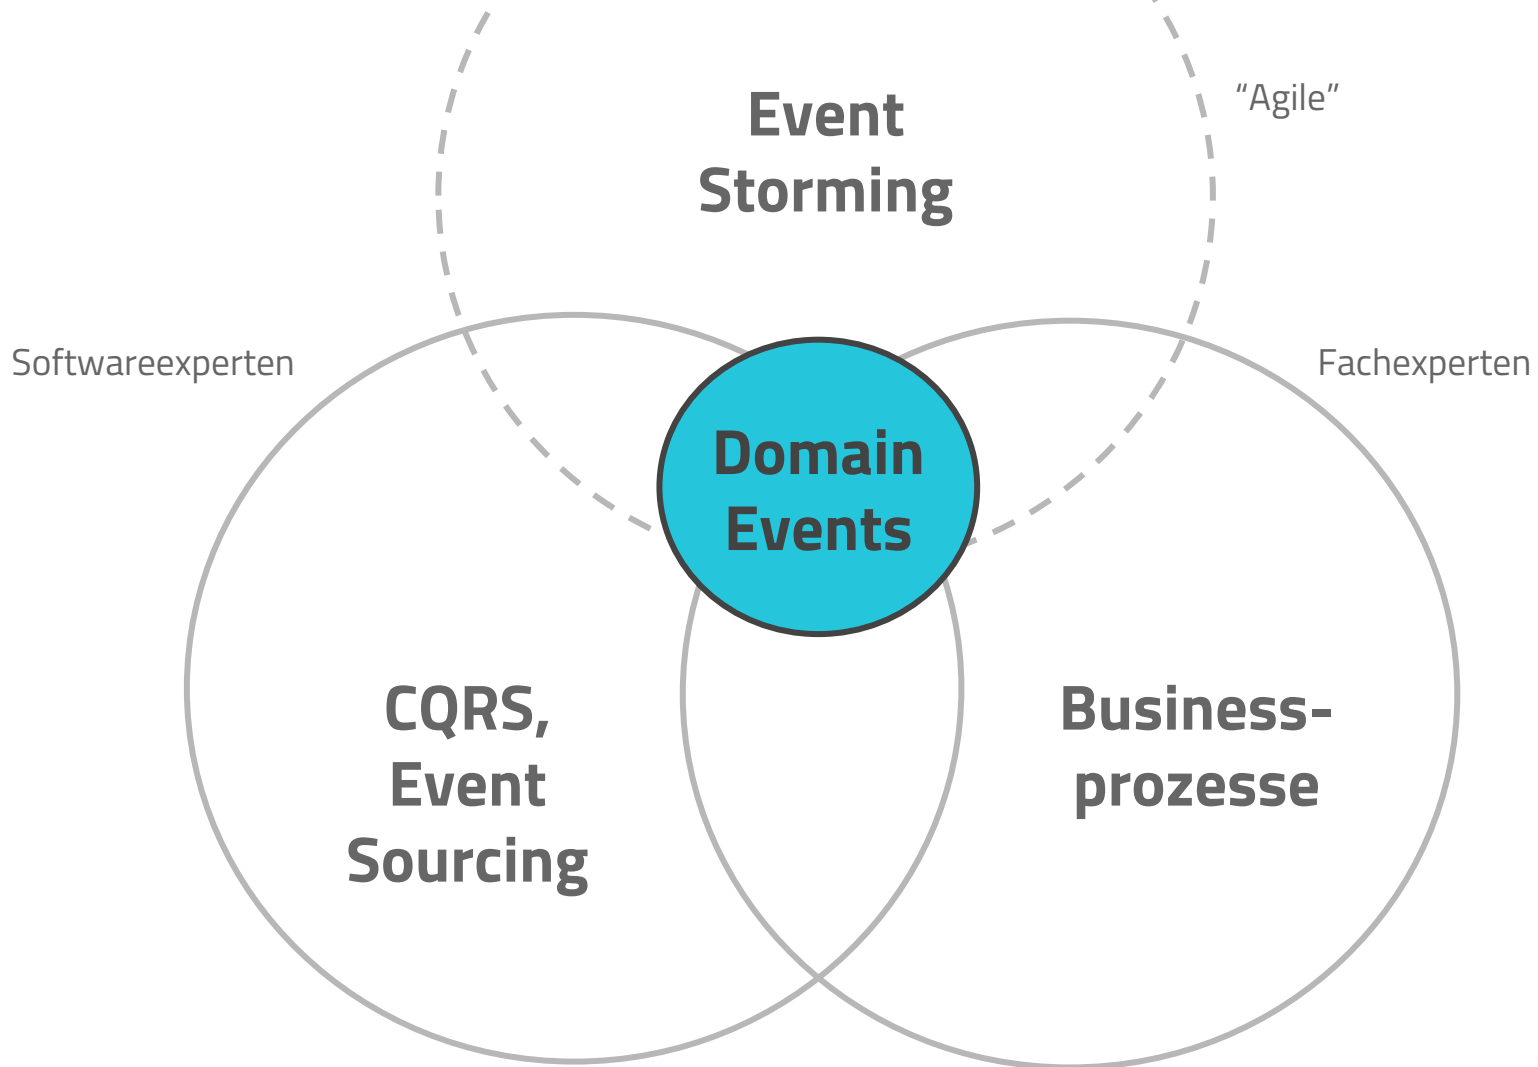 “Agile”
Event
Storming
Softwareexperten
Fachexperten
Domain
Events
CQRS,
Event
Sourcing
Business-
prozesse